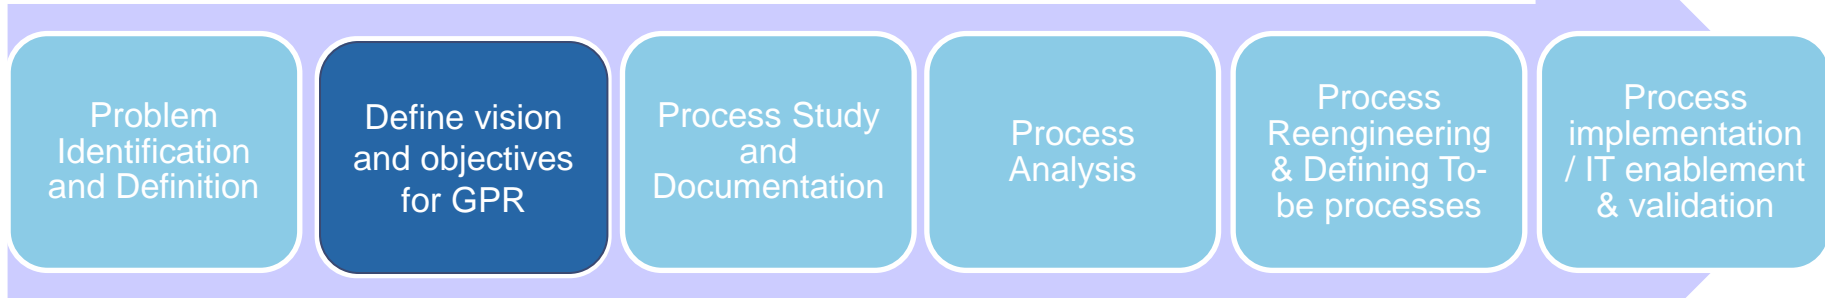 Problem
Identification
and Definition
Define vision
and objectives
for GPR
Process Study
and
Documentation
Process
Analysis
Process
Reengineering
& Defining To-
be processes
Process
implementation
/ IT enablement
& validation